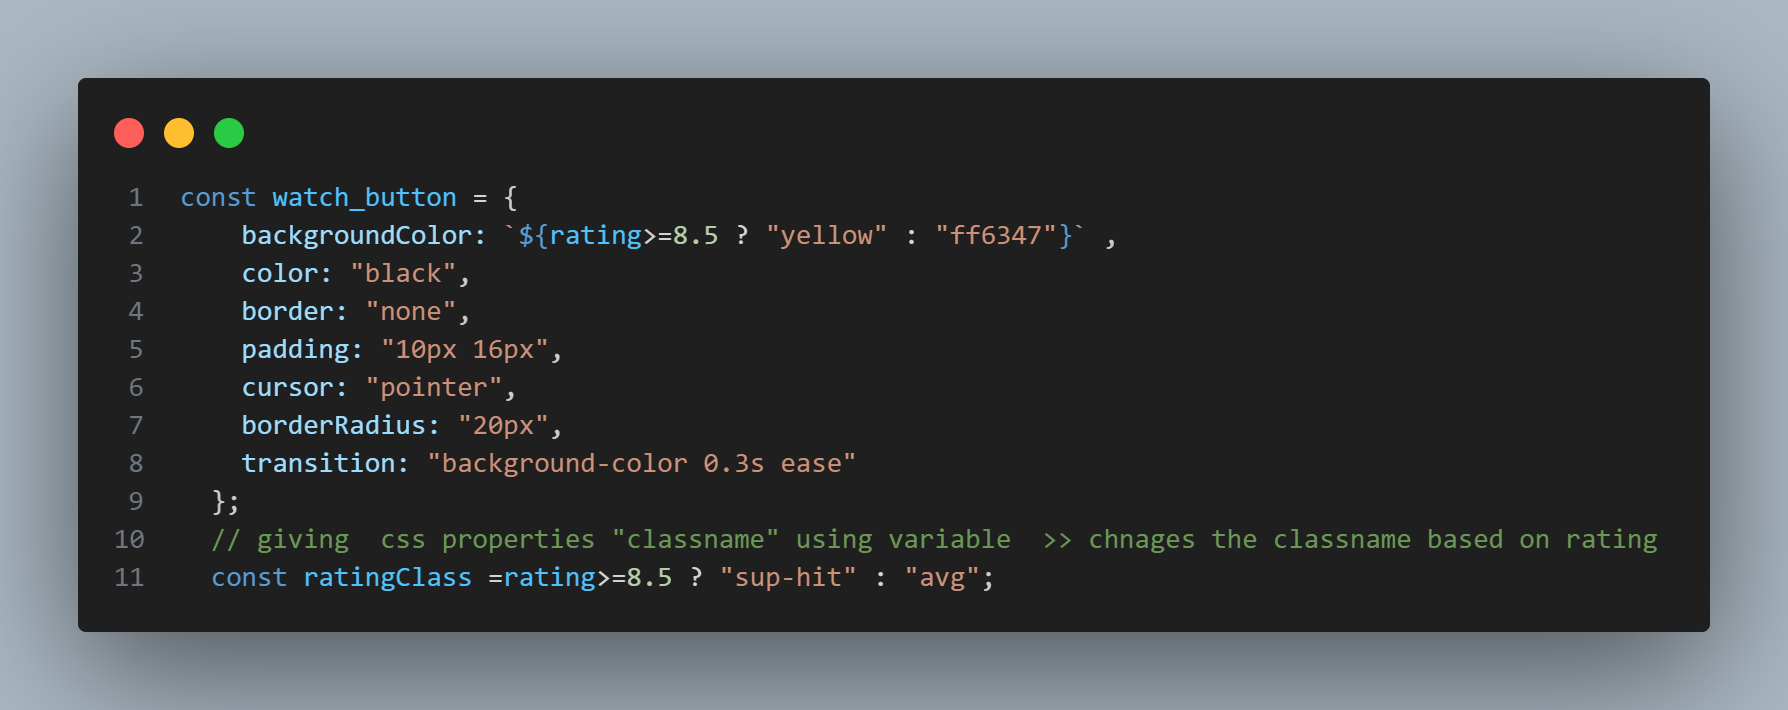 1 const watch_button = {
2 backgroundColor: `${rating>=8.5 ? "yellow" : "ff6347"}` ,
3 color: "black",
4 border: "none",
5 padding: "10px 16px",
6 cursor: "pointer",
7 borderRadius: "20px",
8 transition: "background-color 0.3s ease"
9 };
10 // giving  css properties "classname" using variable  >> chnages the classname based on rating
11 const ratingClass =rating>=8.5 ? "sup-hit" : "avg";